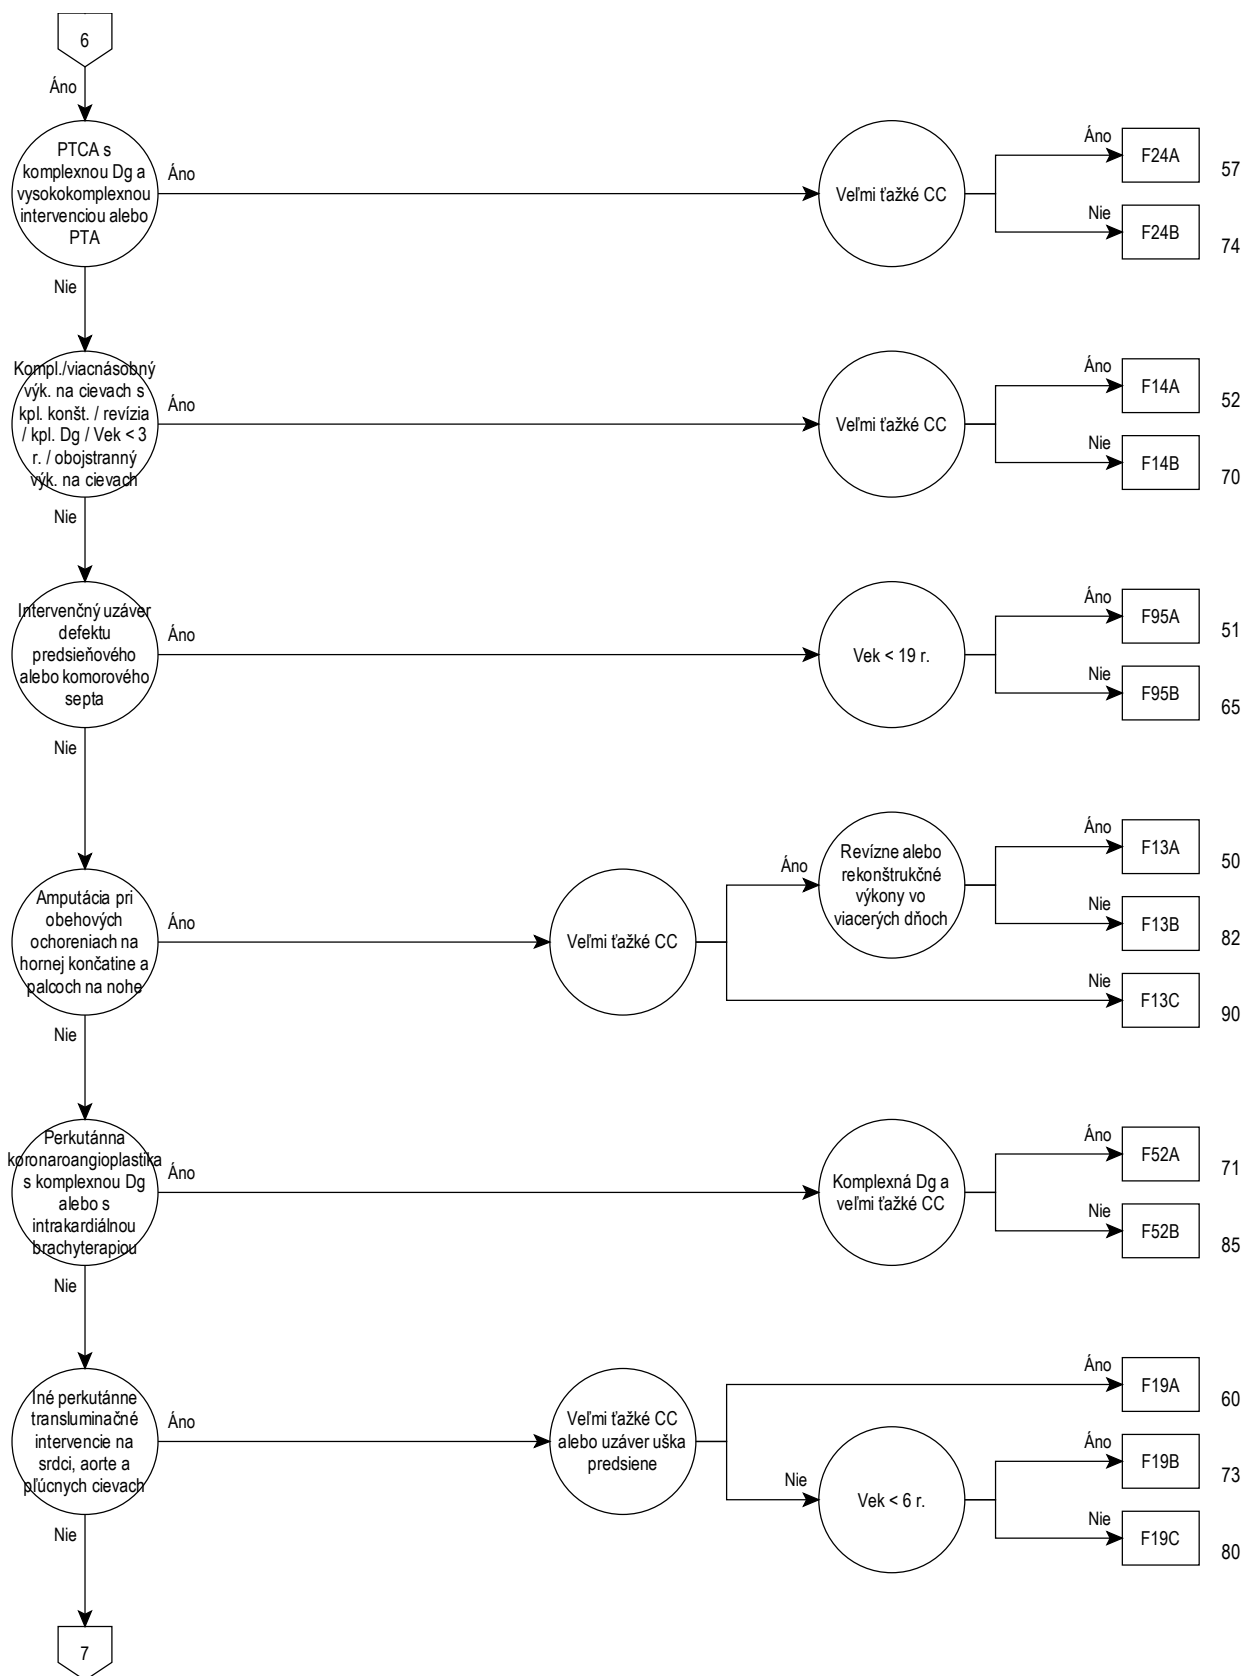 6
Áno
PTCA s
komplexnou Dg a
vysokokomplexnou
intervenciou alebo
PTA
Áno
Veľmi ťažké CC
Áno
F24A
57
Nie
F24B
74
Nie
Kompl./viacnásobný
výk. na cievach s
kpl. konšt. / revízia
/ kpl. Dg / Vek < 3
r. / obojstranný
výk. na cievach
Áno
Veľmi ťažké CC
Áno
F14A
52
Nie
F14B
70
Nie
Intervenčný uzáver
defektu
predsieňového
alebo komorového
septa
Áno
Vek < 19 r.
Áno
F95A
51
Nie
F95B
65
Nie
Amputácia pri
obehových
ochoreniach na
hornej končatine a
palcoch na nohe
Áno
Veľmi ťažké CC
Áno
Revízne alebo
rekonštrukčné
výkony vo
viacerých dňoch
Áno
F13A
50
Nie
F13B
82
Nie
F13C
90
Nie
Perkutánna
koronaroangioplastika
s komplexnou Dg
alebo s
intrakardiálnou
brachyterapiou
Áno
Komplexná Dg a
veľmi ťažké CC
Áno
F52A
71
Nie
F52B
85
Nie
Iné perkutánne
transluminačné
intervencie na
srdci, aorte a
pľúcnych cievach
Áno
Veľmi ťažké CC
alebo uzáver uška
predsiene
Áno
F19A
60
Nie
Vek < 6 r.
Áno
F19B
73
Nie
F19C
80
Nie
7